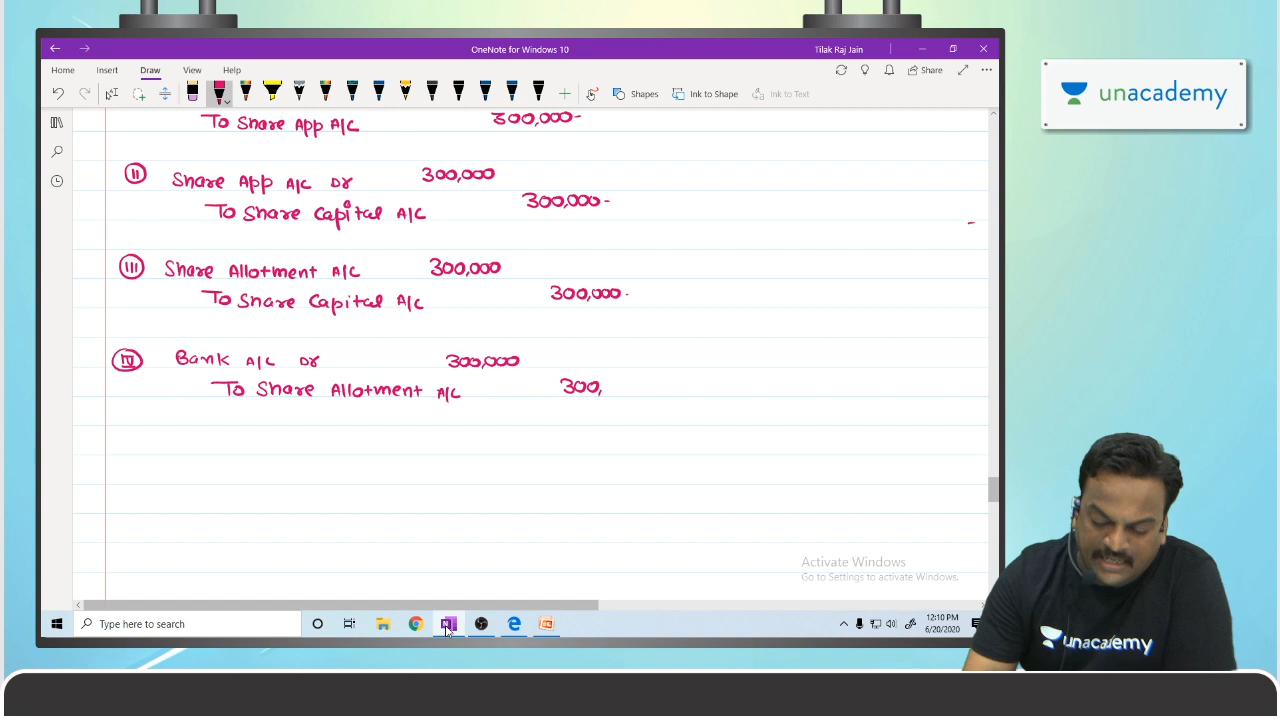 OneNote for Windows 10
Tilak Raj Jain
Home Insert Draw View Help
Share
Shapes
Ink to Shape
Ink to Text
unacademy
To Share App A/C 300,000-
II Share App A/C Dr 300,000
To Share Capital A/C 300,000-
III Share Allotment A/C 300,000
To Share Capital A/C 300,000-
IV Bank A/C Dr 300,000
To Share Allotment A/C 300,
Activate Windows
Go to Settings to activate Windows.
Type here to search
12:10 PM
6/20/2020
unacademy